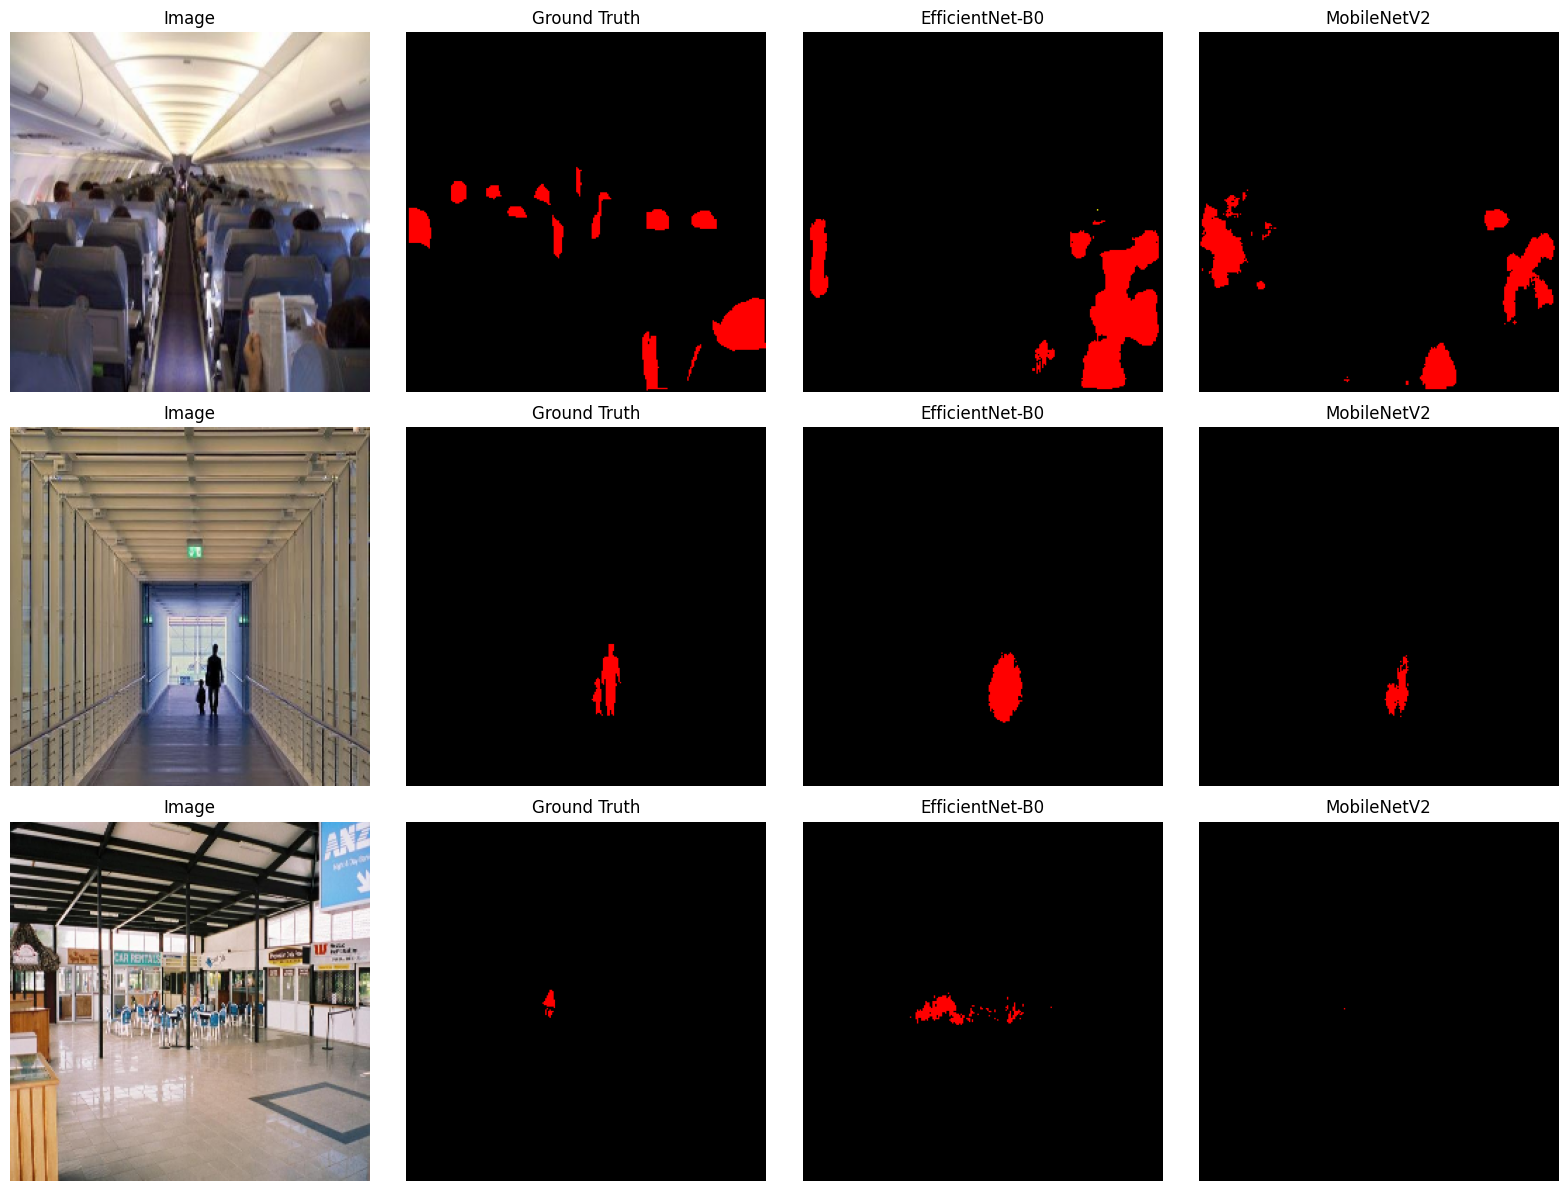 Image Ground Truth EfficientNet-B0 MobileNetV2
Image Ground Truth EfficientNet-B0 MobileNetV2
Image Ground Truth EfficientNet-B0 MobileNetV2
ANZ
CAR RENTALS